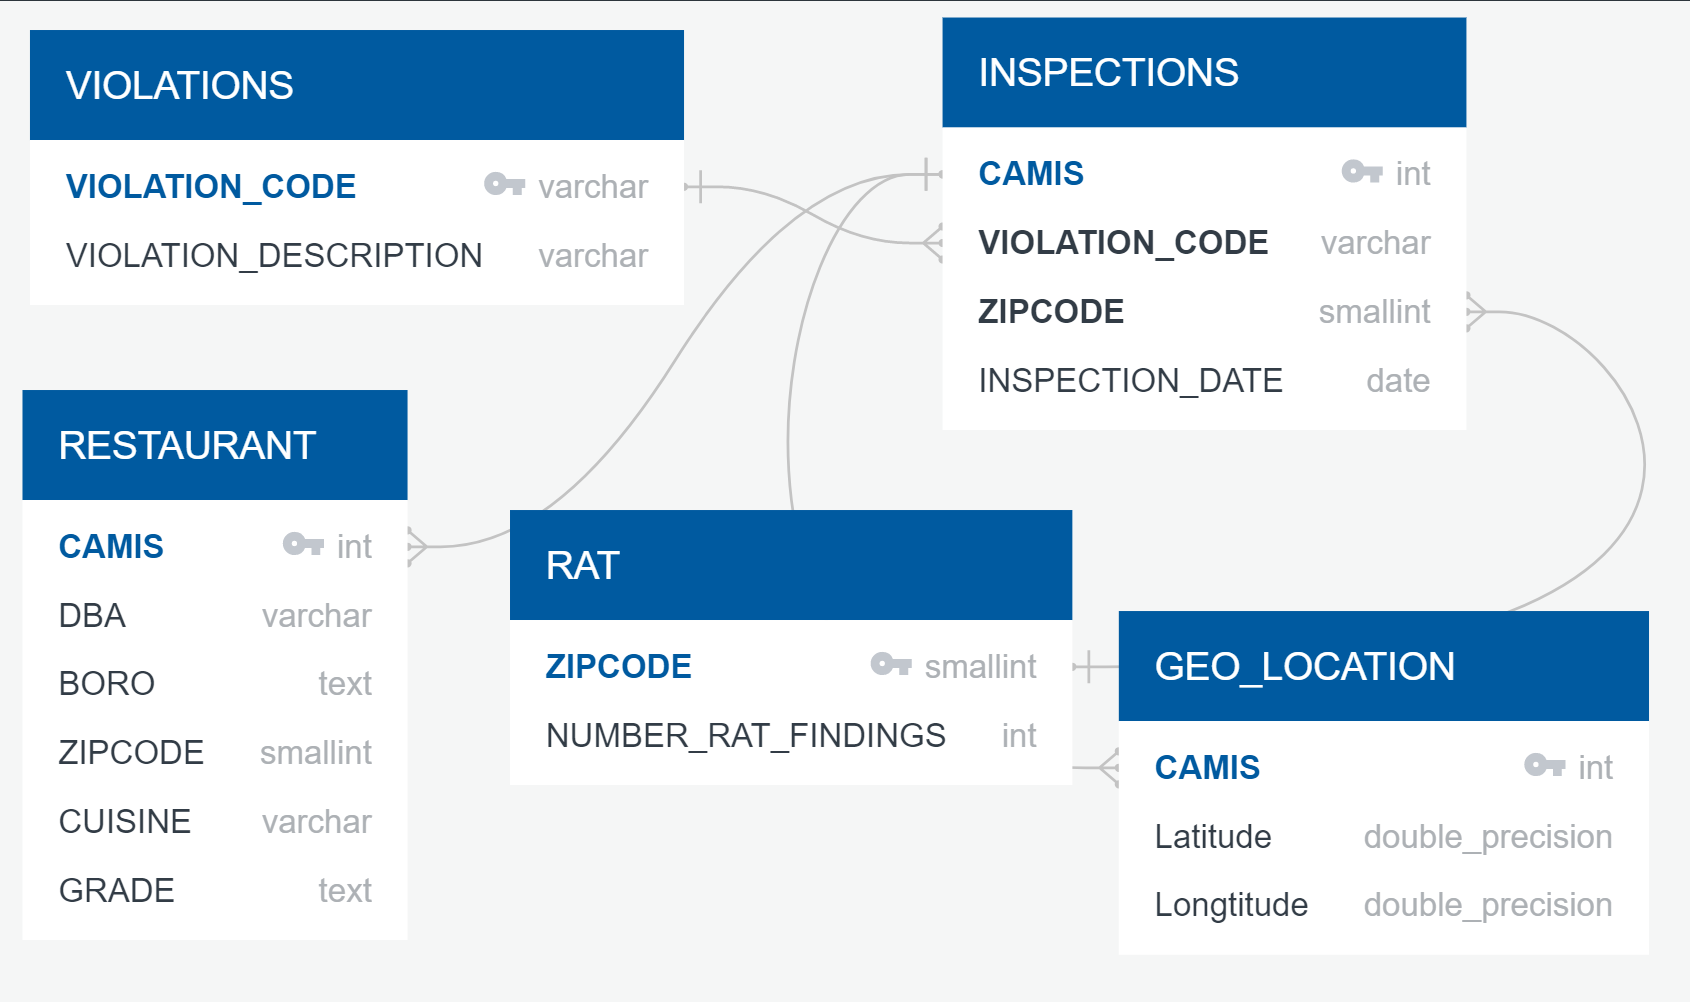 VIOLATIONS
VIOLATION_CODE varchar
VIOLATION_DESCRIPTION varchar
INSPECTIONS
CAMIS int
VIOLATION_CODE varchar
ZIPCODE smallint
INSPECTION_DATE date
RESTAURANT
CAMIS int
DBA varchar
BORO text
ZIPCODE smallint
CUISINE varchar
GRADE text
RAT
ZIPCODE smallint
NUMBER_RAT_FINDINGS int
GEO_LOCATION
CAMIS int
Latitude double_precision
Longtitude double_precision